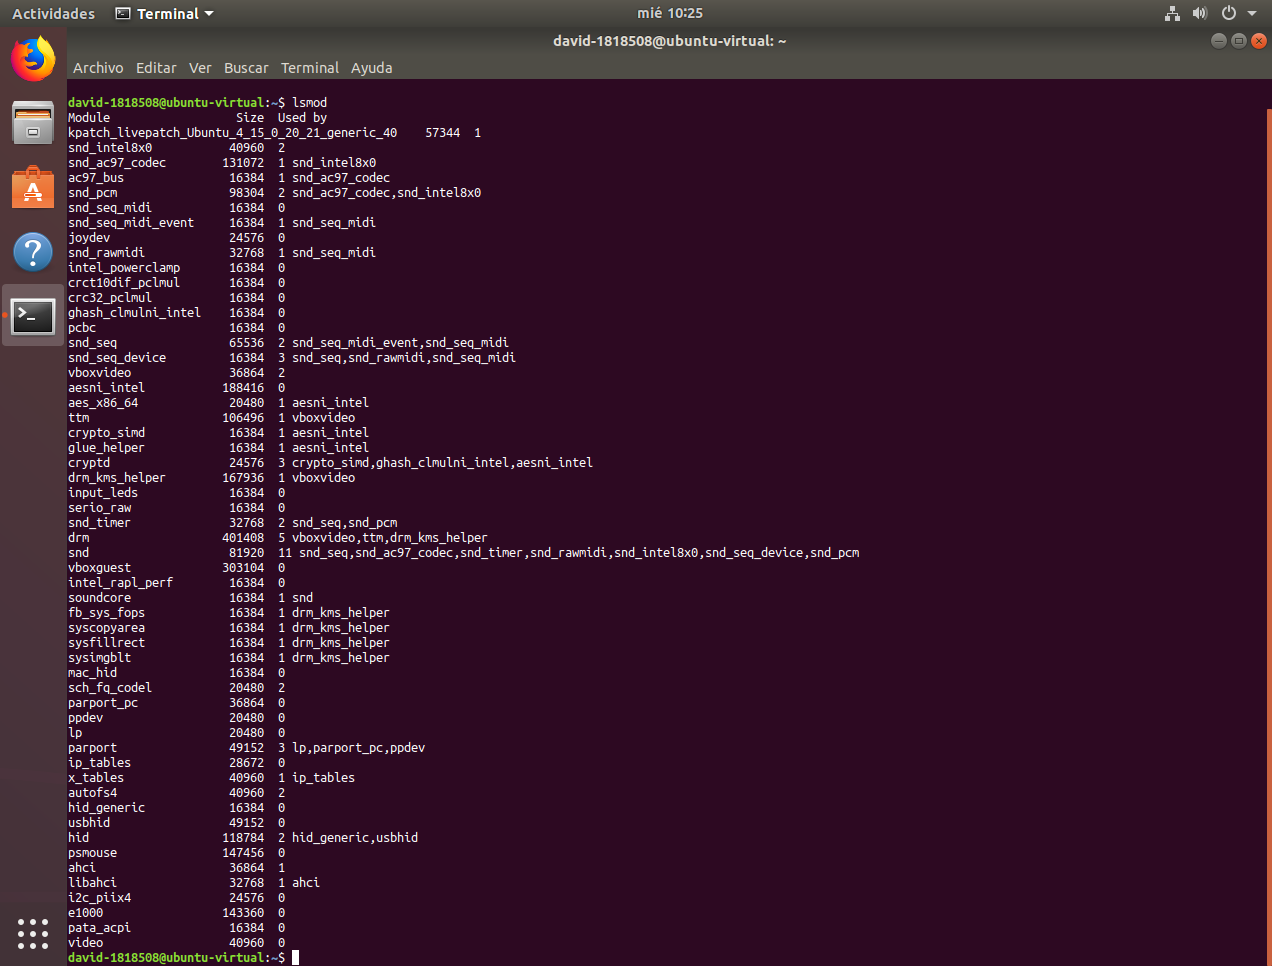 Actividades Terminal mié 10:25
david-1818508@ubuntu-virtual: ~
Archivo Editar Ver Buscar Terminal Ayuda
david-1818508@ubuntu-virtual:~$ lsmod
Module                  Size  Used by
kpatch_livepatch_Ubuntu_4_15_0_20_21_generic_40    57344  1
snd_intel8x0           40960  2
snd_ac97_codec        131072  1 snd_intel8x0
ac97_bus               16384  1 snd_ac97_codec
snd_pcm                98304  2 snd_ac97_codec,snd_intel8x0
snd_seq_midi           16384  0
snd_seq_midi_event     16384  1 snd_seq_midi
joydev                 24576  0
snd_rawmidi            32768  1 snd_seq_midi
intel_powerclamp       16384  0
crct10dif_pclmul       16384  0
crc32_pclmul           16384  0
ghash_clmulni_intel    16384  0
pcbc                   16384  0
snd_seq                65536  2 snd_seq_midi_event,snd_seq_midi
snd_seq_device         16384  3 snd_seq,snd_rawmidi,snd_seq_midi
vboxvideo              36864  2
aesni_intel           188416  0
aes_x86_64             20480  1 aesni_intel
ttm                   106496  1 vboxvideo
crypto_simd            16384  1 aesni_intel
glue_helper            16384  1 aesni_intel
cryptd                 24576  3 crypto_simd,ghash_clmulni_intel,aesni_intel
drm_kms_helper        167936  1 vboxvideo
input_leds             16384  0
serio_raw              16384  0
snd_timer              32768  2 snd_seq,snd_pcm
drm                   401408  5 vboxvideo,ttm,drm_kms_helper
snd                    81920  11 snd_seq,snd_ac97_codec,snd_timer,snd_rawmidi,snd_intel8x0,snd_seq_device,snd_pcm
vboxguest             303104  0
intel_rapl_perf        16384  0
soundcore              16384  1 snd
fb_sys_fops            16384  1 drm_kms_helper
syscopyarea            16384  1 drm_kms_helper
sysfillrect            16384  1 drm_kms_helper
sysimgblt              16384  1 drm_kms_helper
mac_hid                16384  0
sch_fq_codel           20480  2
parport_pc             36864  0
ppdev                  20480  0
lp                     20480  0
parport                49152  3 lp,parport_pc,ppdev
ip_tables              28672  0
x_tables               40960  1 ip_tables
autofs4                40960  2
hid_generic            16384  0
usbhid                 49152  0
hid                   118784  2 hid_generic,usbhid
psmouse               147456  0
ahci                   36864  1
libahci                32768  1 ahci
i2c_piix4              24576  0
e1000                 143360  0
pata_acpi              16384  0
video                  40960  0
david-1818508@ubuntu-virtual:~$